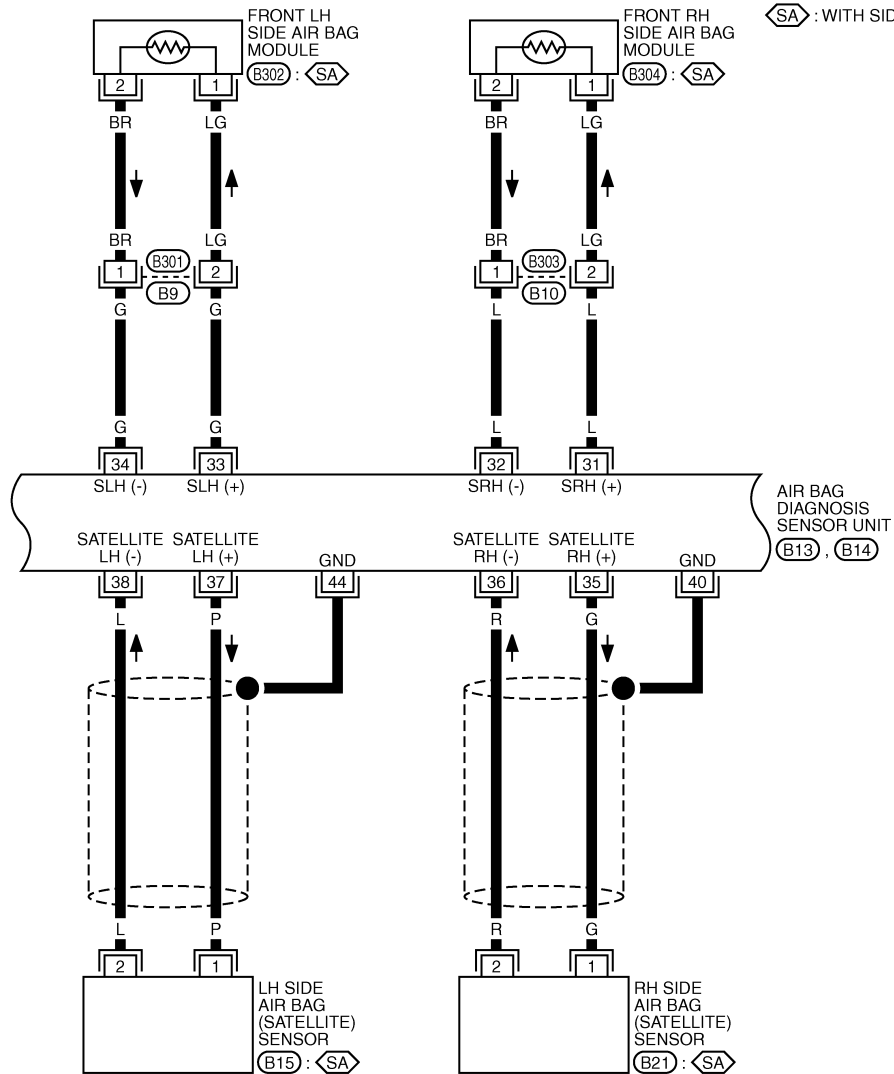 FRONT LH
SIDE AIR BAG
MODULE
B302 : SA
FRONT RH
SIDE AIR BAG
MODULE
B304 : SA
SA : WITH SID
2 1
2 1
BR LG
BR LG
BR LG
BR LG
1 B301 2
B9
1 B303 2
B10
G G
L L
G G
L L
34 33
32 31
SLH (-) SLH (+)
SRH (-) SRH (+)
AIR BAG
DIAGNOSIS
SENSOR UNIT
B13 , B14
SATELLITE
LH (-)
SATELLITE
LH (+)
GND
SATELLITE
RH (-)
SATELLITE
RH (+)
GND
38 37 44
36 35 40
L P
R G
L P
R G
2 1
2 1
LH SIDE
AIR BAG
(SATELLITE)
SENSOR
B15 : SA
RH SIDE
AIR BAG
(SATELLITE)
SENSOR
B21 : SA